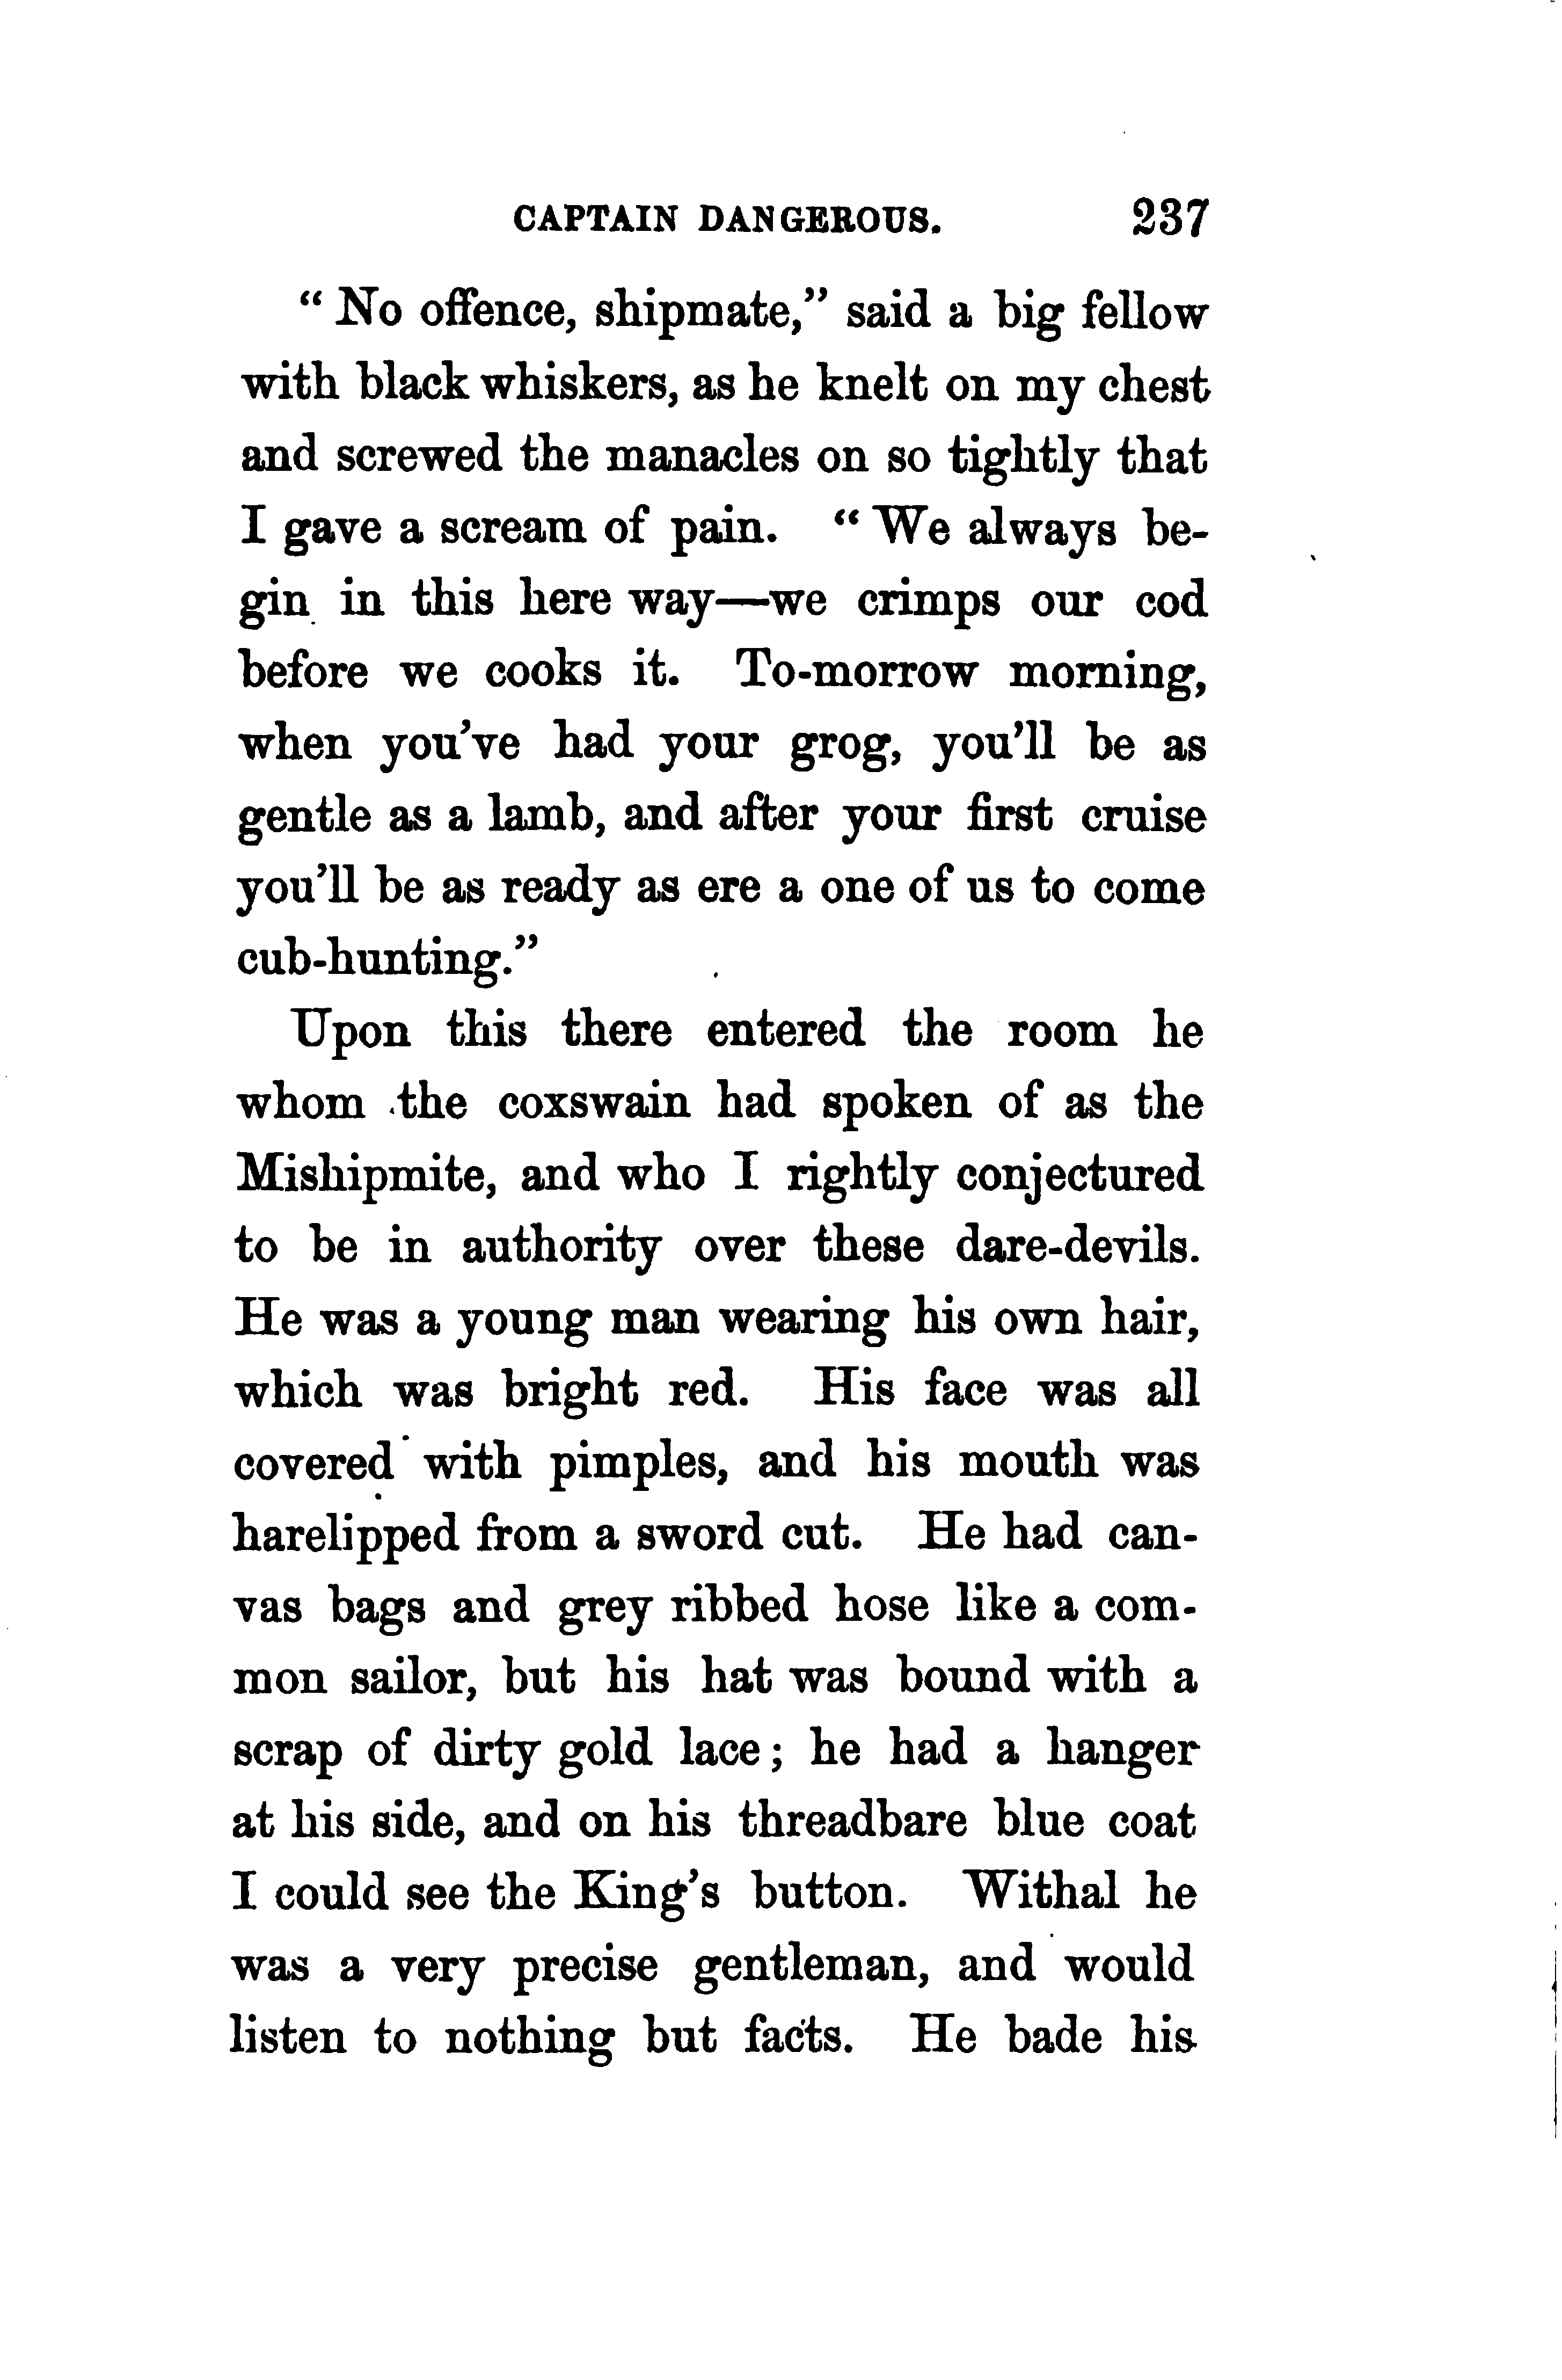 CAPTAIN DANGEROUS. 237
“ No offence, shipmate,” said a big fellow
with black whiskers, as he knelt on my chest
and screwed the manacles on so tightly that
I gave a scream of pain. “ We always be-
gin in this here way—we crimps our cod
before we cooks it. To-morrow morning,
when you’ve had your grog, you’ll be as
gentle as a lamb, and after your first cruise
you’ll be as ready as ere a one of us to come
cub-hunting.”
Upon this there entered the room he
whom the coxswain had spoken of as the
Mishipmite, and who I rightly conjectured
to be in authority over these dare-devils.
He was a young man wearing his own hair,
which was bright red. His face was all
covered with pimples, and his mouth was
harelipped from a sword cut. He had can-
vas bags and grey ribbed hose like a com-
mon sailor, but his hat was bound with a
scrap of dirty gold lace; he had a hanger
at his side, and on his threadbare blue coat
I could see the King’s button. Withal he
was a very precise gentleman, and would
listen to nothing but facts. He bade his